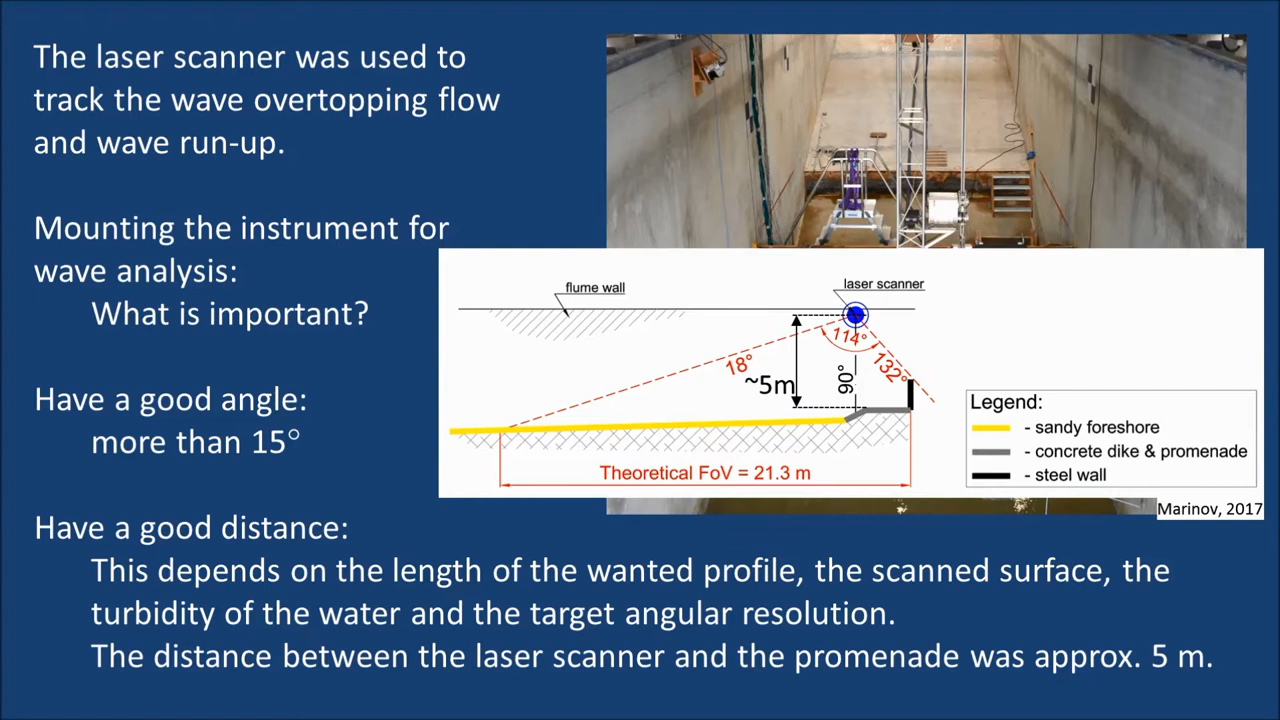 The laser scanner was used to
track the wave overtopping flow
and wave run-up.
Mounting the instrument for
wave analysis:
What is important?
Have a good angle:
more than 15°
Have a good distance:
This depends on the length of the wanted profile, the scanned surface, the
turbidity of the water and the target angular resolution.
The distance between the laser scanner and the promenade was approx. 5 m.
flume wall
laser scanner
114°
18°
132°
90°
~5m
Theoretical FoV = 21.3 m
Legend:
- sandy foreshore
- concrete dike & promenade
- steel wall
Marinov, 2017